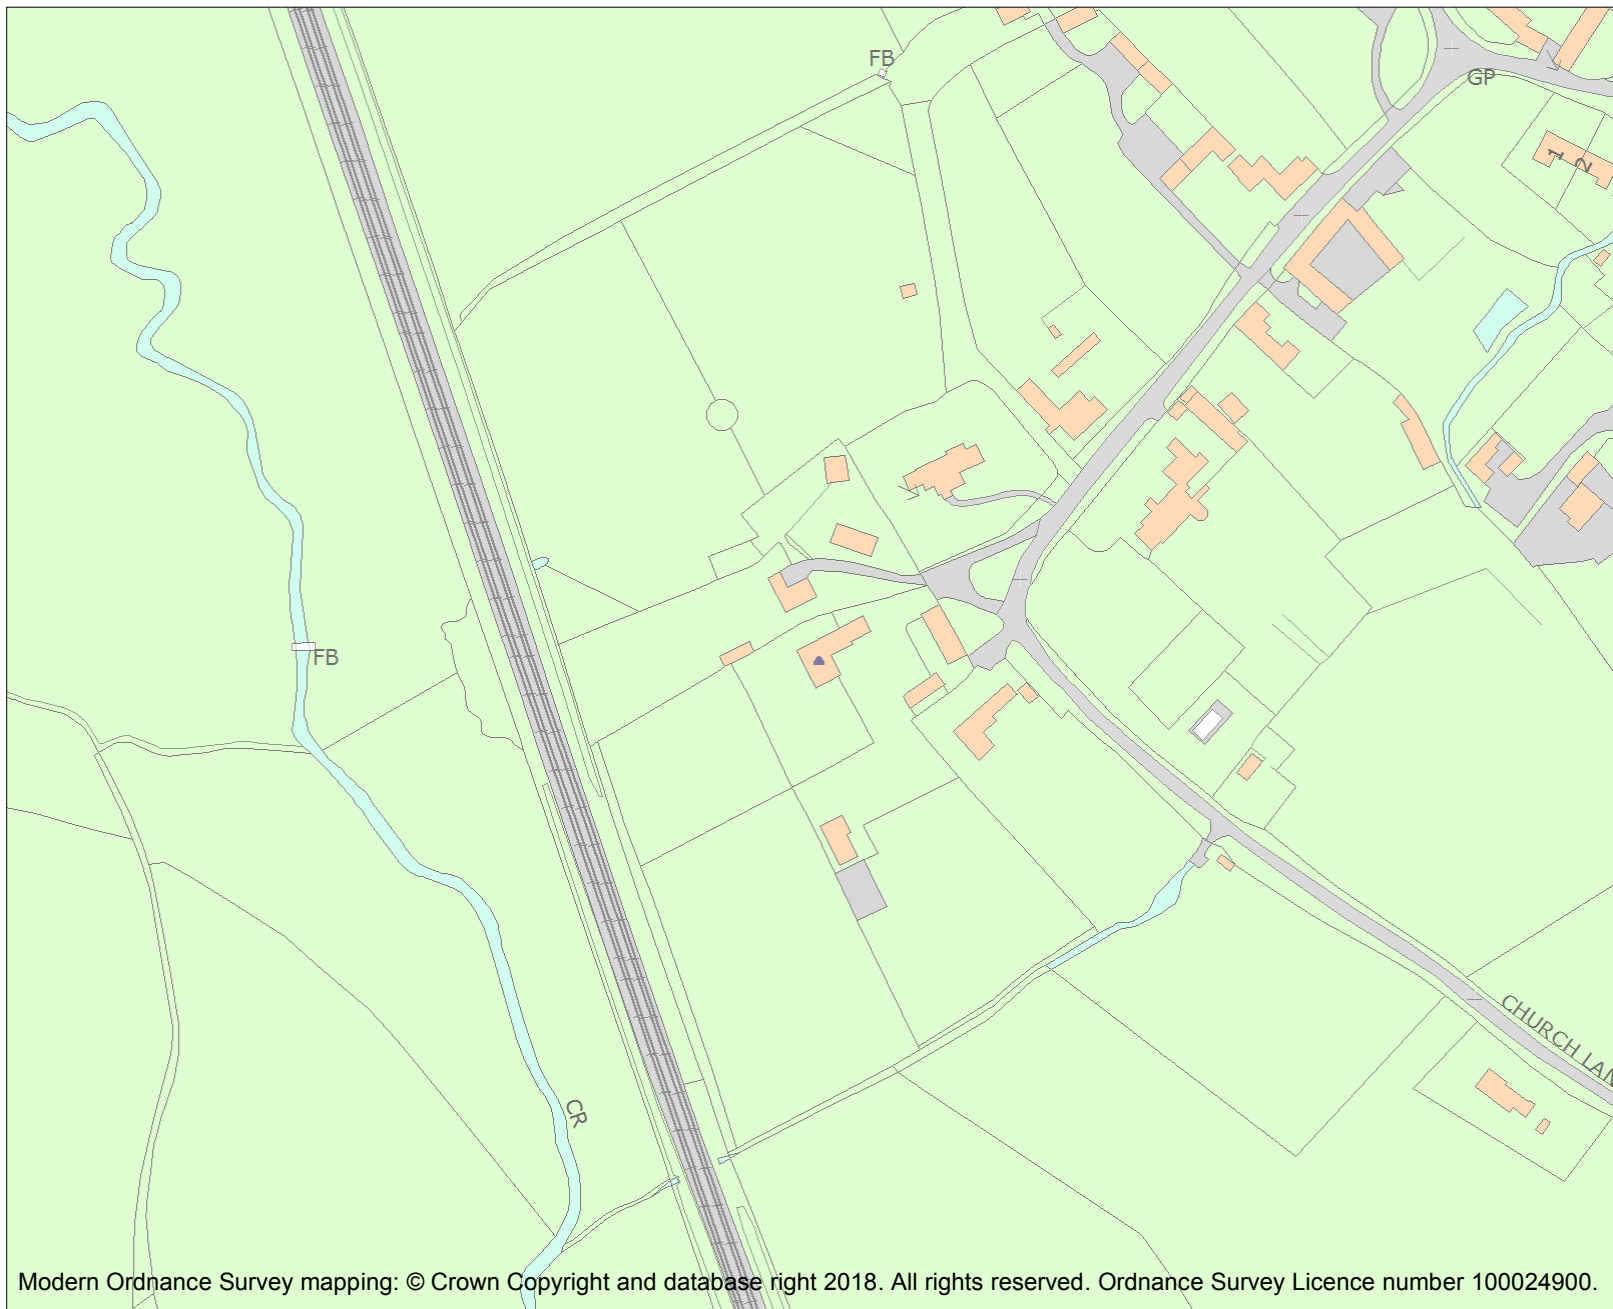 FB
GP
1
2
FB
CHURCH LAN
CR
Modern Ordnance Survey mapping: © Crown Copyright and database right 2018. All rights reserved. Ordnance Survey Licence number 100024900.